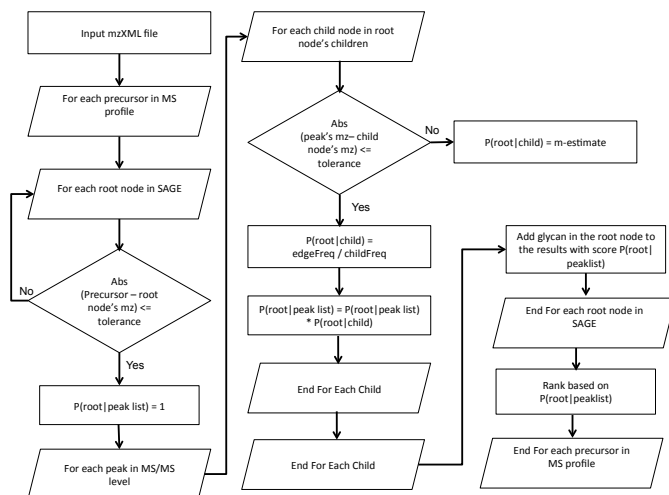 Input mzXML file
For each precursor in MS
profile
For each root node in SAGE
Abs
(Precursor – root
node's mz) <=
tolerance
No
Yes
P(root|peak list) = 1
For each peak in MS/MS
level
For each child node in root
node's children
Abs
(peak's mz– child
node's mz) <=
tolerance
No
P(root|child) = m-estimate
Yes
P(root|child) =
edgeFreq / childFreq
P(root|peak list) = P(root|peak list)
* P(root|child)
End For Each Child
End For Each Child
Add glycan in the root node to
the results with score P(root|
peaklist)
End For each root node in
SAGE
Rank based on
P(root|peaklist)
End For each precursor in
MS profile